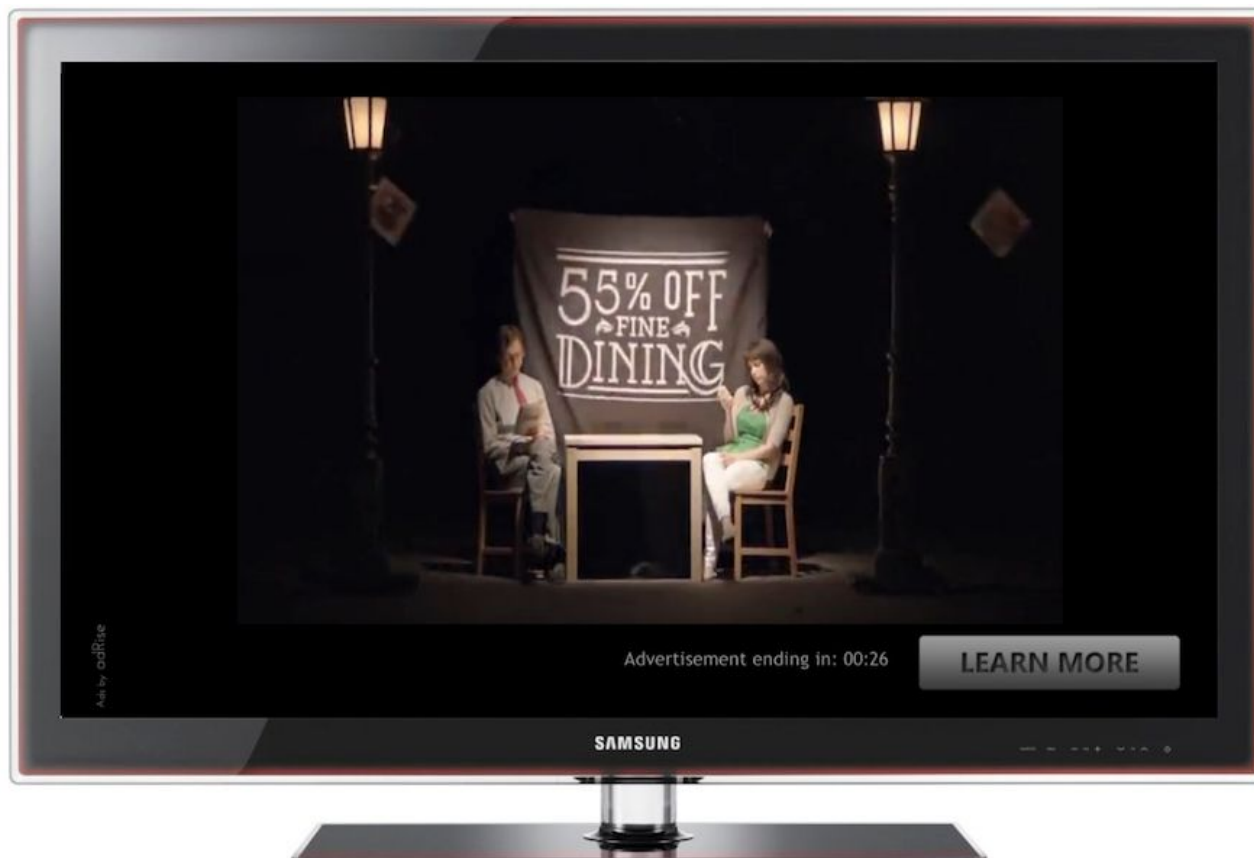 55% OFF
FINE
DINING
Ads by adRise
Advertisement ending in: 00:26
LEARN MORE
SAMSUNG